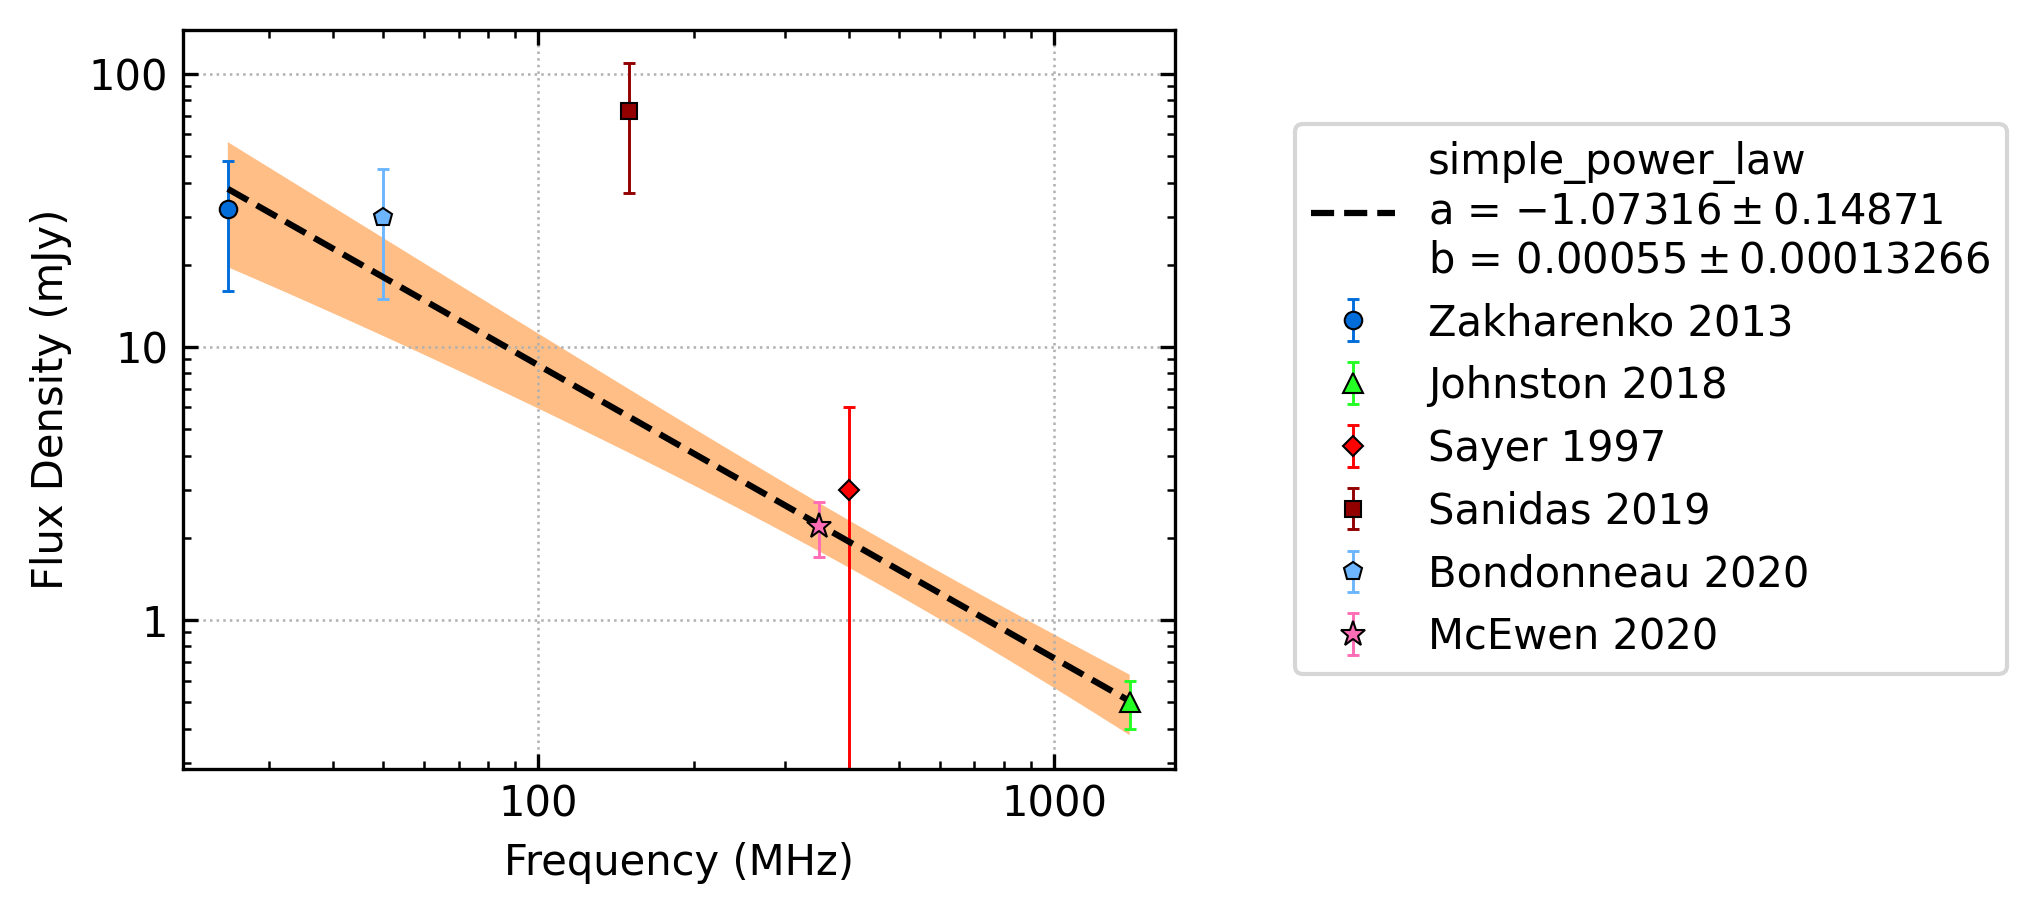 100
10
1
Flux Density (mJy)
100
1000
Frequency (MHz)
simple_power_law
a = −1.07316 ± 0.14871
b = 0.00055 ± 0.00013266
Zakharenko 2013
Johnston 2018
Sayer 1997
Sanidas 2019
Bondonneau 2020
McEwen 2020